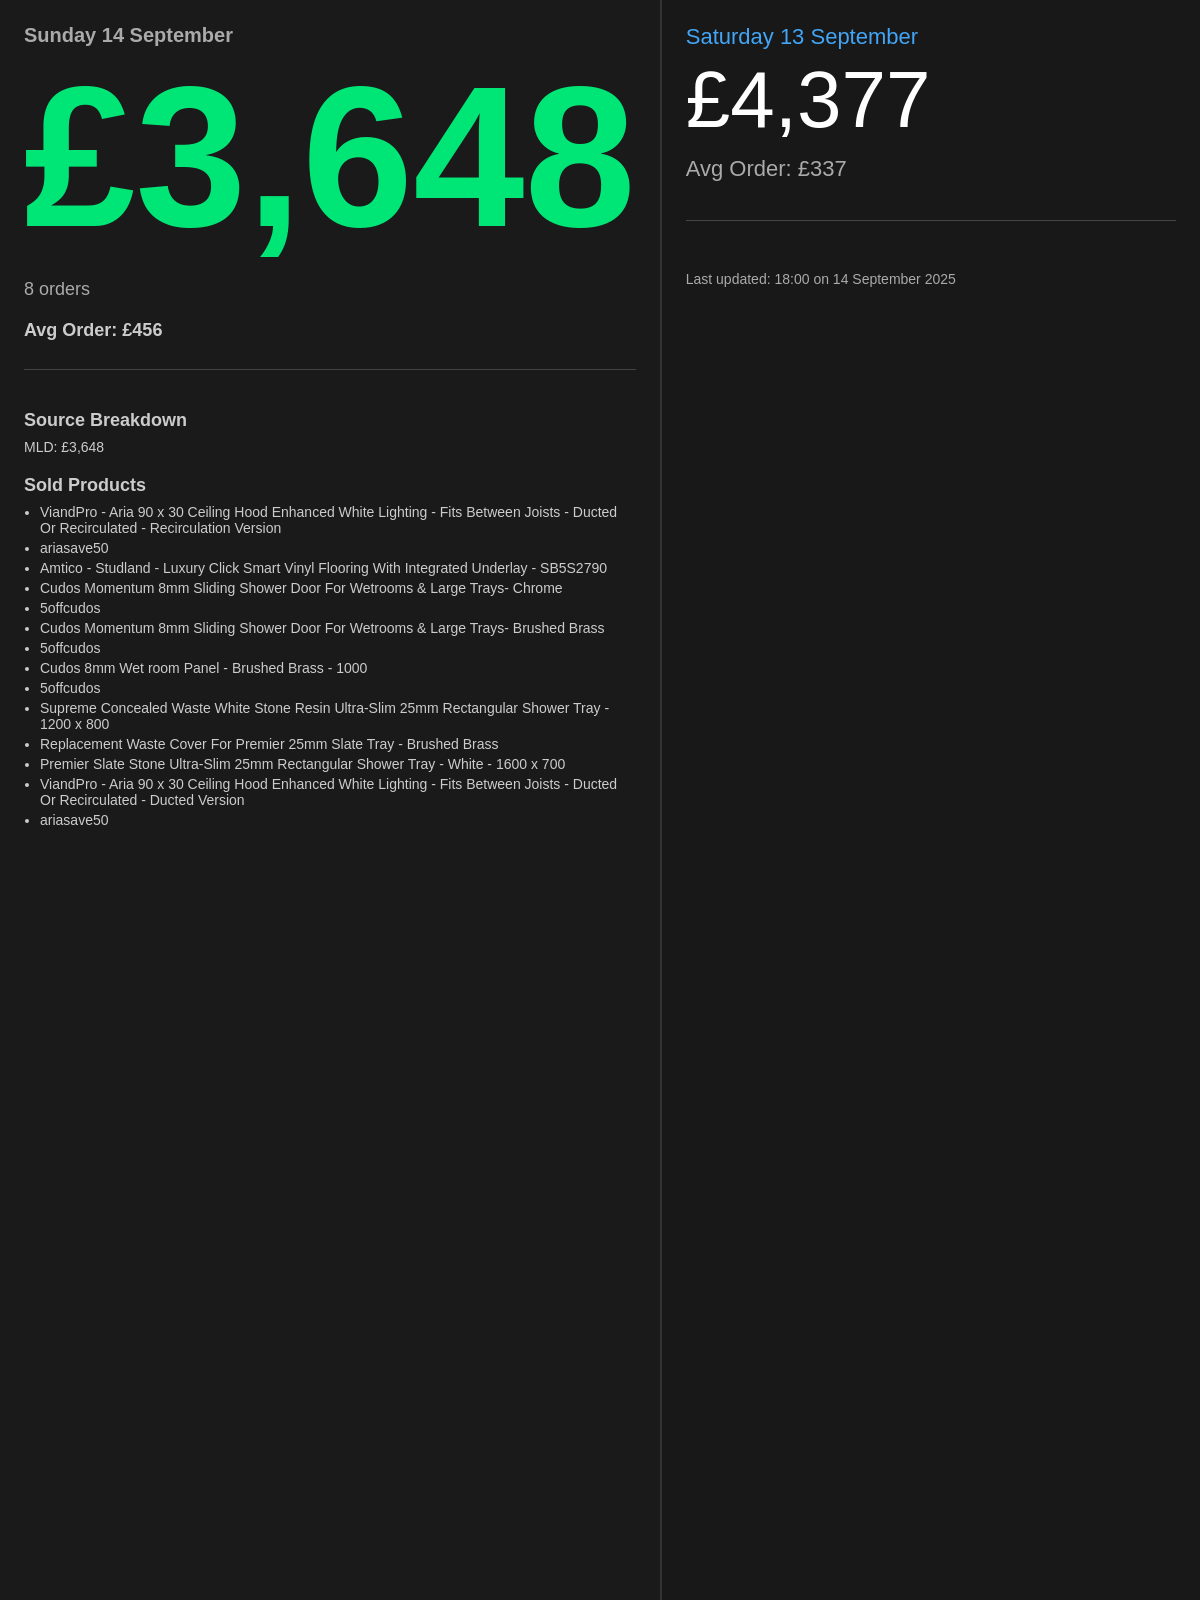 Sunday 14 September
£3,648
8 orders
Avg Order: £456
Source Breakdown
MLD: £3,648
Sold Products
• ViandPro - Aria 90 x 30 Ceiling Hood Enhanced White Lighting - Fits Between Joists - Ducted
Or Recirculated - Recirculation Version
• ariasave50
• Amtico - Studland - Luxury Click Smart Vinyl Flooring With Integrated Underlay - SB5S2790
• Cudos Momentum 8mm Sliding Shower Door For Wetrooms & Large Trays- Chrome
• 5offcudos
• Cudos Momentum 8mm Sliding Shower Door For Wetrooms & Large Trays- Brushed Brass
• 5offcudos
• Cudos 8mm Wet room Panel - Brushed Brass - 1000
• 5offcudos
• Supreme Concealed Waste White Stone Resin Ultra-Slim 25mm Rectangular Shower Tray -
1200 x 800
• Replacement Waste Cover For Premier 25mm Slate Tray - Brushed Brass
• Premier Slate Stone Ultra-Slim 25mm Rectangular Shower Tray - White - 1600 x 700
• ViandPro - Aria 90 x 30 Ceiling Hood Enhanced White Lighting - Fits Between Joists - Ducted
Or Recirculated - Ducted Version
• ariasave50
Saturday 13 September
£4,377
Avg Order: £337
Last updated: 18:00 on 14 September 2025